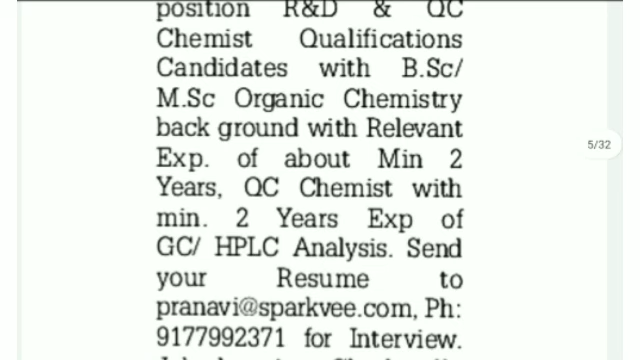 position R&D & QC
Chemist Qualifications
Candidates with B.Sc/
M.Sc Organic Chemistry
back ground with Relevant
Exp. of about Min 2
Years, QC Chemist with
min. 2 Years Exp of
GC/ HPLC Analysis. Send
your Resume to
pranavi@sparkvee.com, Ph:
9177992371 for Interview.
5/32